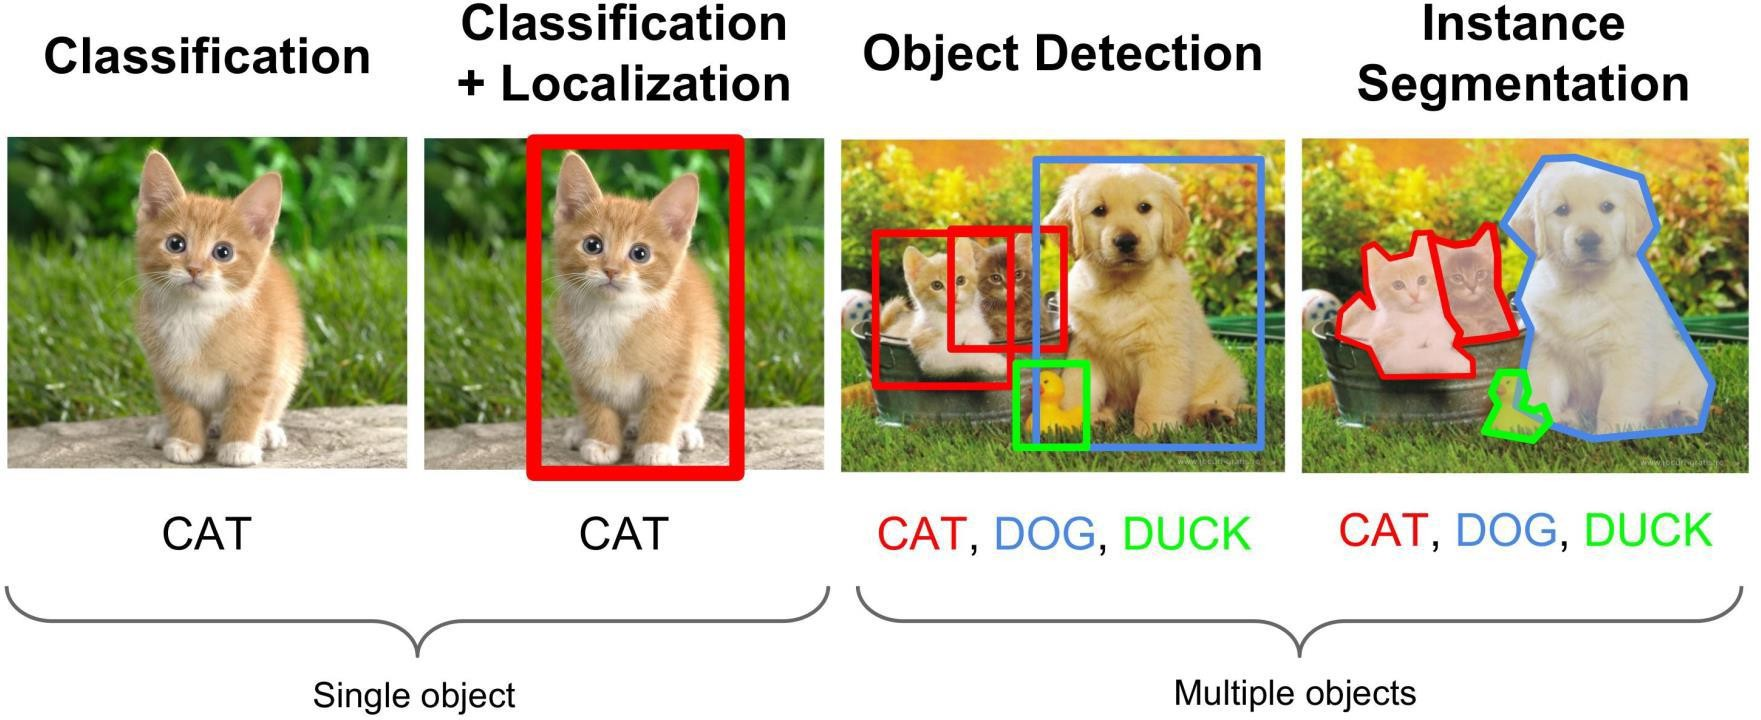 Classification
Classification
+ Localization
Object Detection
Instance
Segmentation
CAT
CAT
CAT, DOG, DUCK
CAT, DOG, DUCK
Single object
Multiple objects